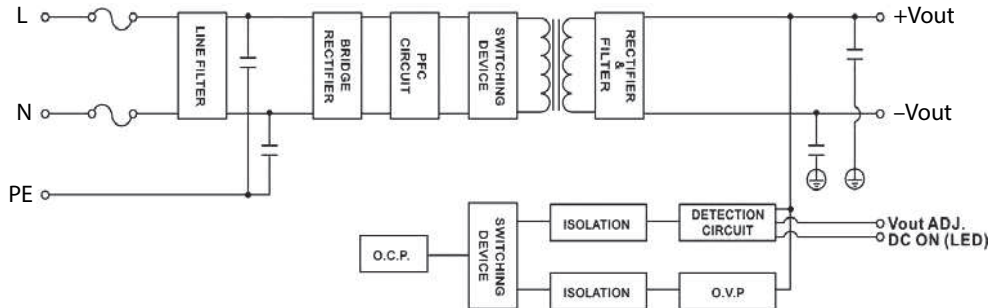 L
N
PE
LINE FILTER
BRIDGE
RECTIFIER
PFC
CIRCUIT
SWITCHING
DEVICE
RECTIFIER
&
FILTER
+Vout
–Vout
O.C.P.
SWITCHING
DEVICE
ISOLATION
DETECTION
CIRCUIT
Vout ADJ.
DC ON (LED)
ISOLATION
O.V.P